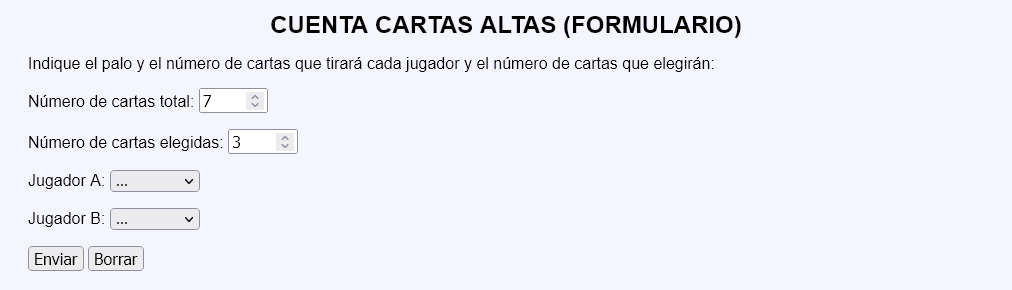 CUENTA CARTAS ALTAS (FORMULARIO)
Indique el palo y el número de cartas que tirará cada jugador y el número de cartas que elegirán:
Número de cartas total: 7
Número de cartas elegidas: 3
Jugador A: ...
Jugador B: ...
Enviar Borrar